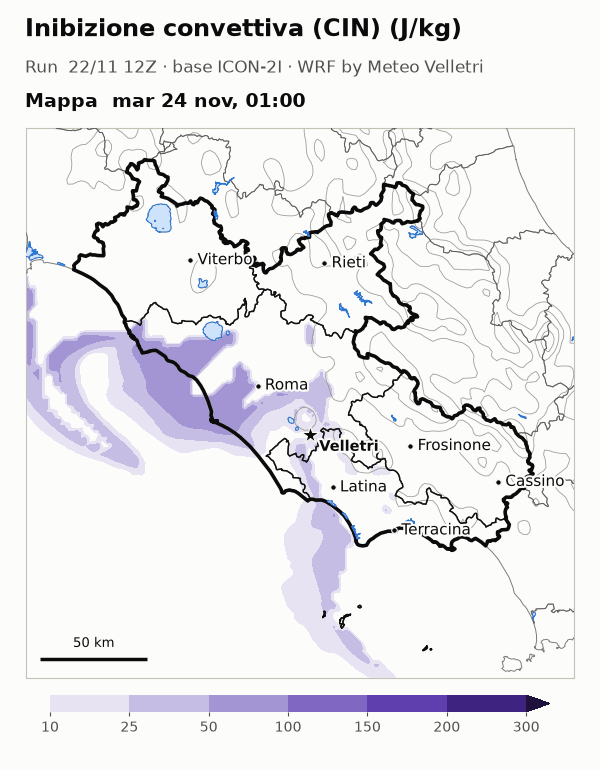 Inibizione convettiva (CIN) (J/kg)
Run  22/11 12Z · base ICON-2I · WRF by Meteo Velletri
Mappa  mar 24 nov, 01:00
Viterbo
Rieti
Roma
Velletri
Frosinone
Cassino
Latina
Terracina
50 km
10 25 50 100 150 200 300